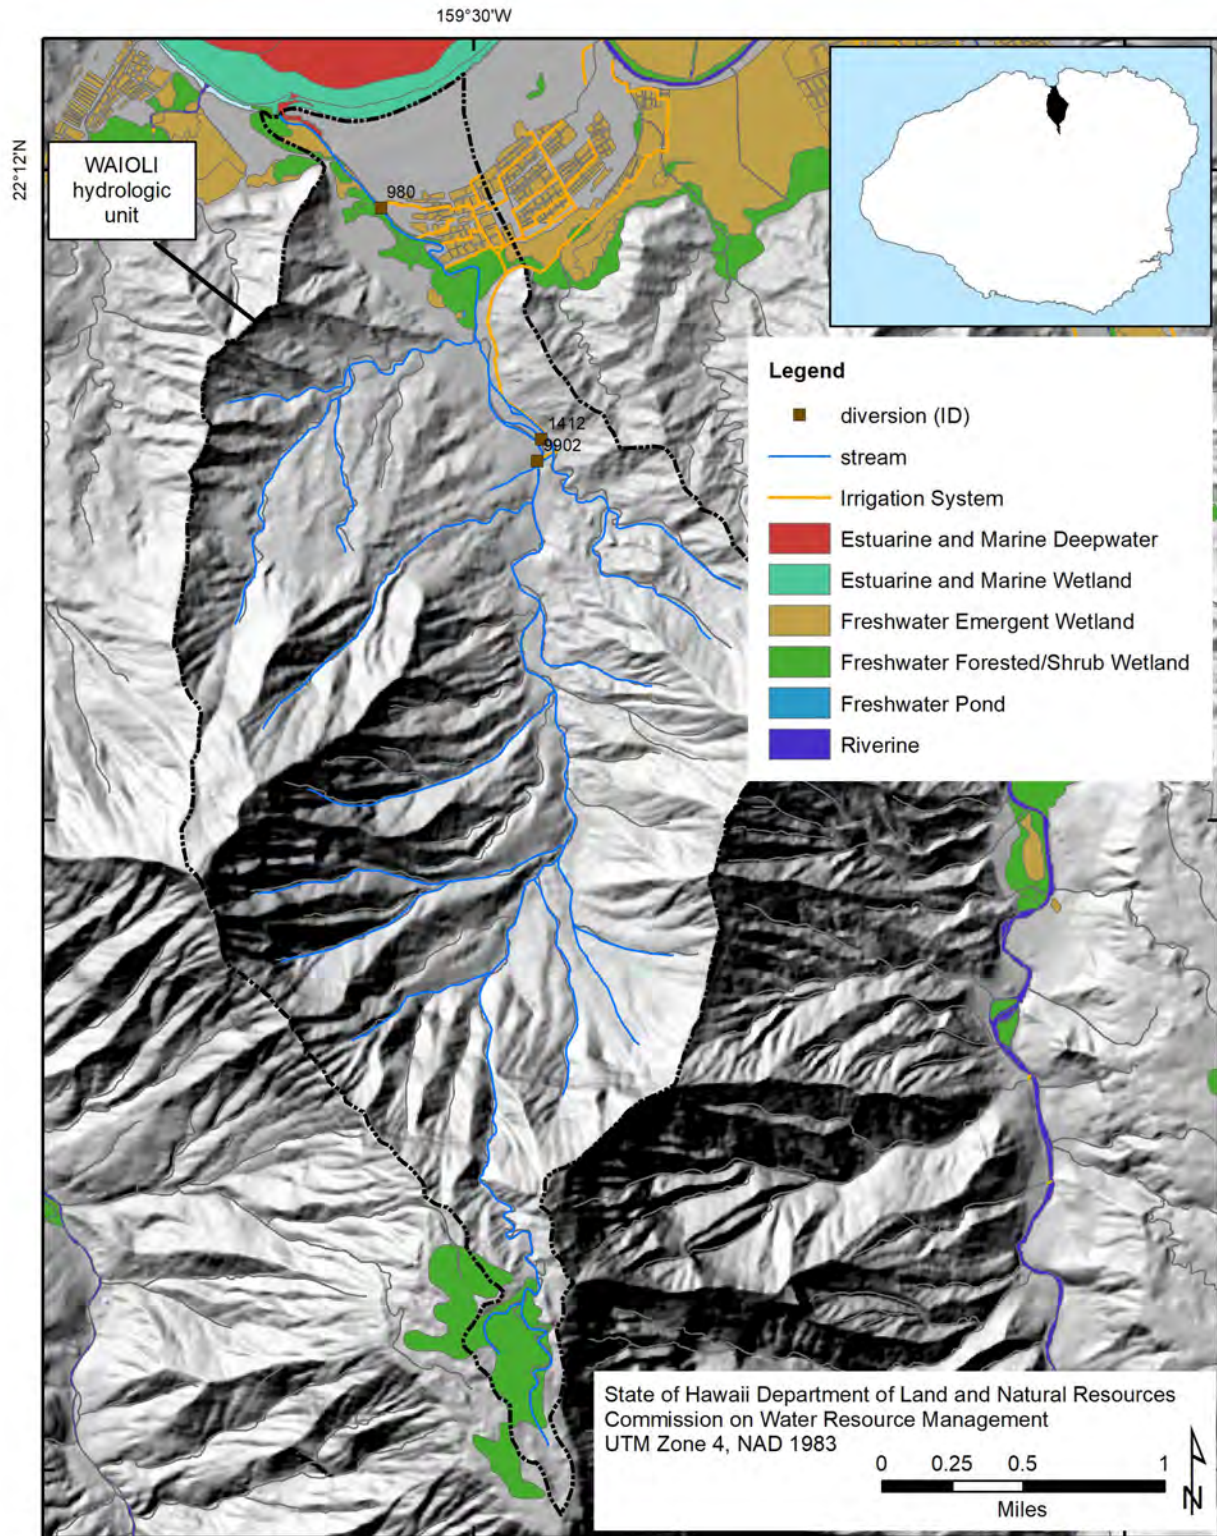 159°30'W
22°12'N
WAIOLI
hydrologic
unit
980
1412
9902
Legend
diversion (ID)
stream
Irrigation System
Estuarine and Marine Deepwater
Estuarine and Marine Wetland
Freshwater Emergent Wetland
Freshwater Forested/Shrub Wetland
Freshwater Pond
Riverine
State of Hawaii Department of Land and Natural Resources
Commission on Water Resource Management
UTM Zone 4, NAD 1983
0 0.25 0.5 1
Miles
N